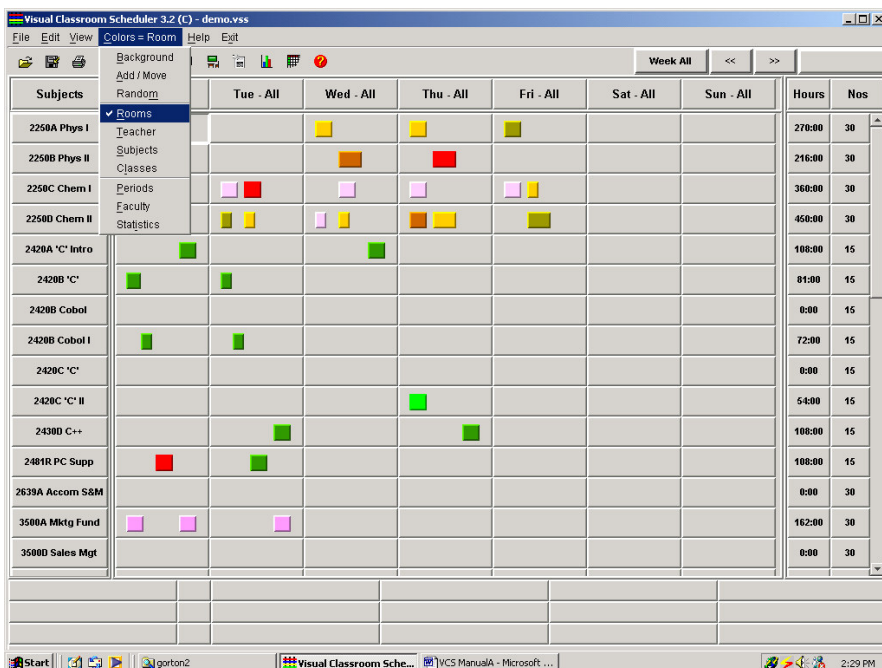 Visual Classroom Scheduler 3.2 (C) - demo.vss
File Edit View Colors = Room Help Exit
Background
Add / Move
Random
Rooms
Teacher
Subjects
Classes
Periods
Faculty
Statistics
Week All << >>
Subjects Tue - All Wed - All Thu - All Fri - All Sat - All Sun - All Hours Nos
2250A Phys I 270:00 30
2250B Phys II 216:00 30
2250C Chem I 360:00 30
2250D Chem II 450:00 30
2420A 'C' Intro 108:00 15
2420B 'C' 81:00 15
2420B Cobol 0:00 15
2420B Cobol I 72:00 15
2420C 'C' 0:00 15
2420C 'C' II 54:00 15
2430D C++ 108:00 15
2481R PC Supp 108:00 15
2639A Accom S&M 0:00 30
3500A Mktg Fund 162:00 30
3500D Sales Mgt 0:00 30
Start gorton2 Visual Classroom Sche... VCS ManualA - Microsoft ... 2:29 PM